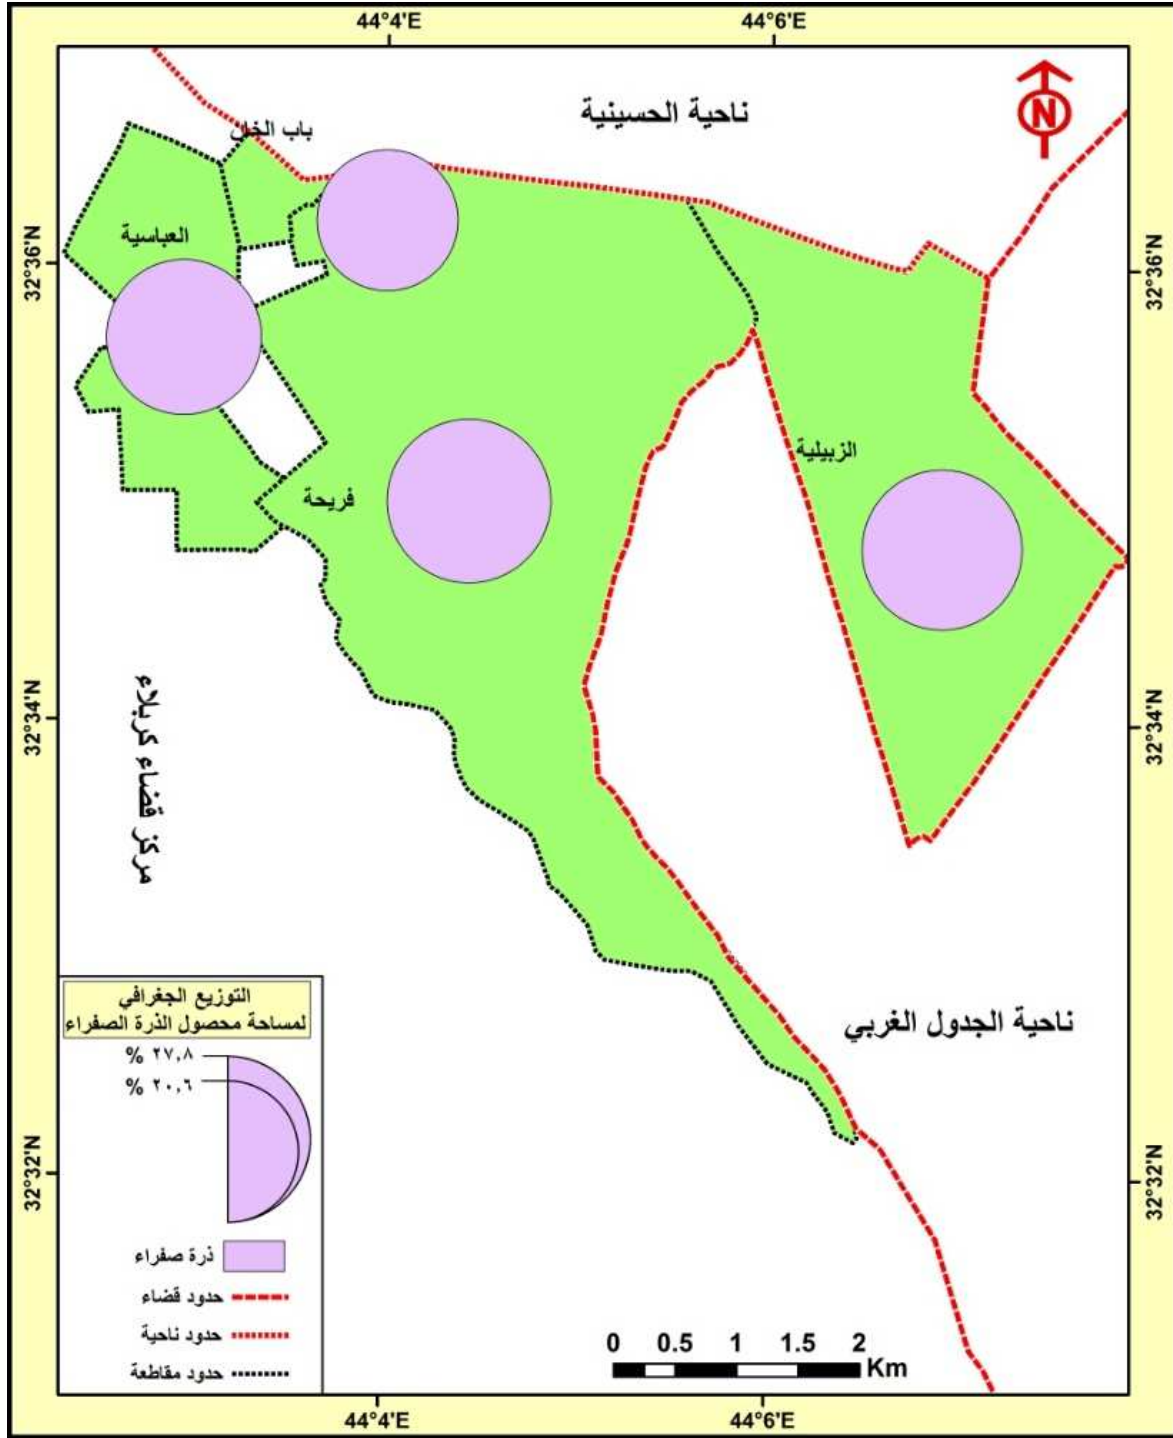 44°4'E
44°6'E
ناحية الحسينية
N
باب الخان
العباسية
32°36'N
32°36'N
الزبيلية
فريحة
32°34'N
32°34'N
مركز قضاء كربلاء
ناحية الجدول الغربي
التوزيع الجغرافي
لمساحة محصول الذرة الصفراء
% ٢٧,٨
% ٢٠,٦
32°32'N
32°32'N
ذرة صفراء
حدود قضاء
حدود ناحية
حدود مقاطعة
0 0.5 1 1.5 2
Km
44°4'E
44°6'E